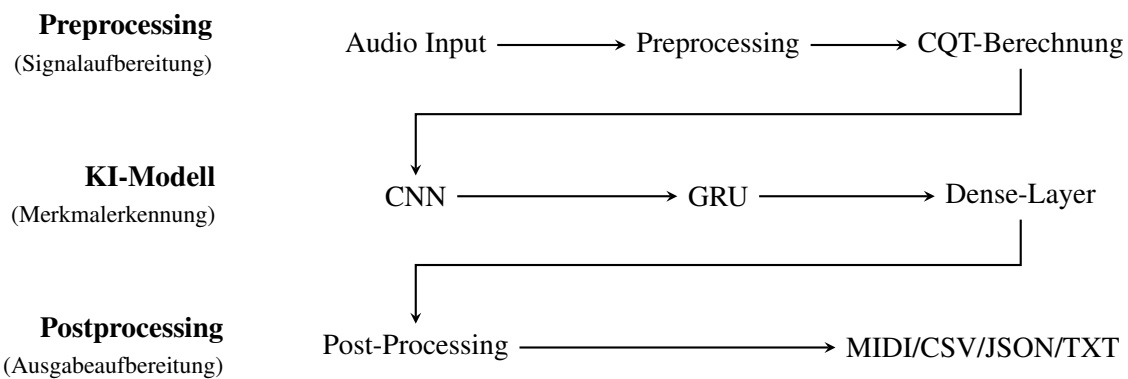 Preprocessing
(Signalaufbereitung)
Audio Input Preprocessing CQT-Berechnung
KI-Modell
(Merkmalerkennung)
CNN GRU Dense-Layer
Postprocessing
(Ausgabeaufbereitung)
Post-Processing MIDI/CSV/JSON/TXT